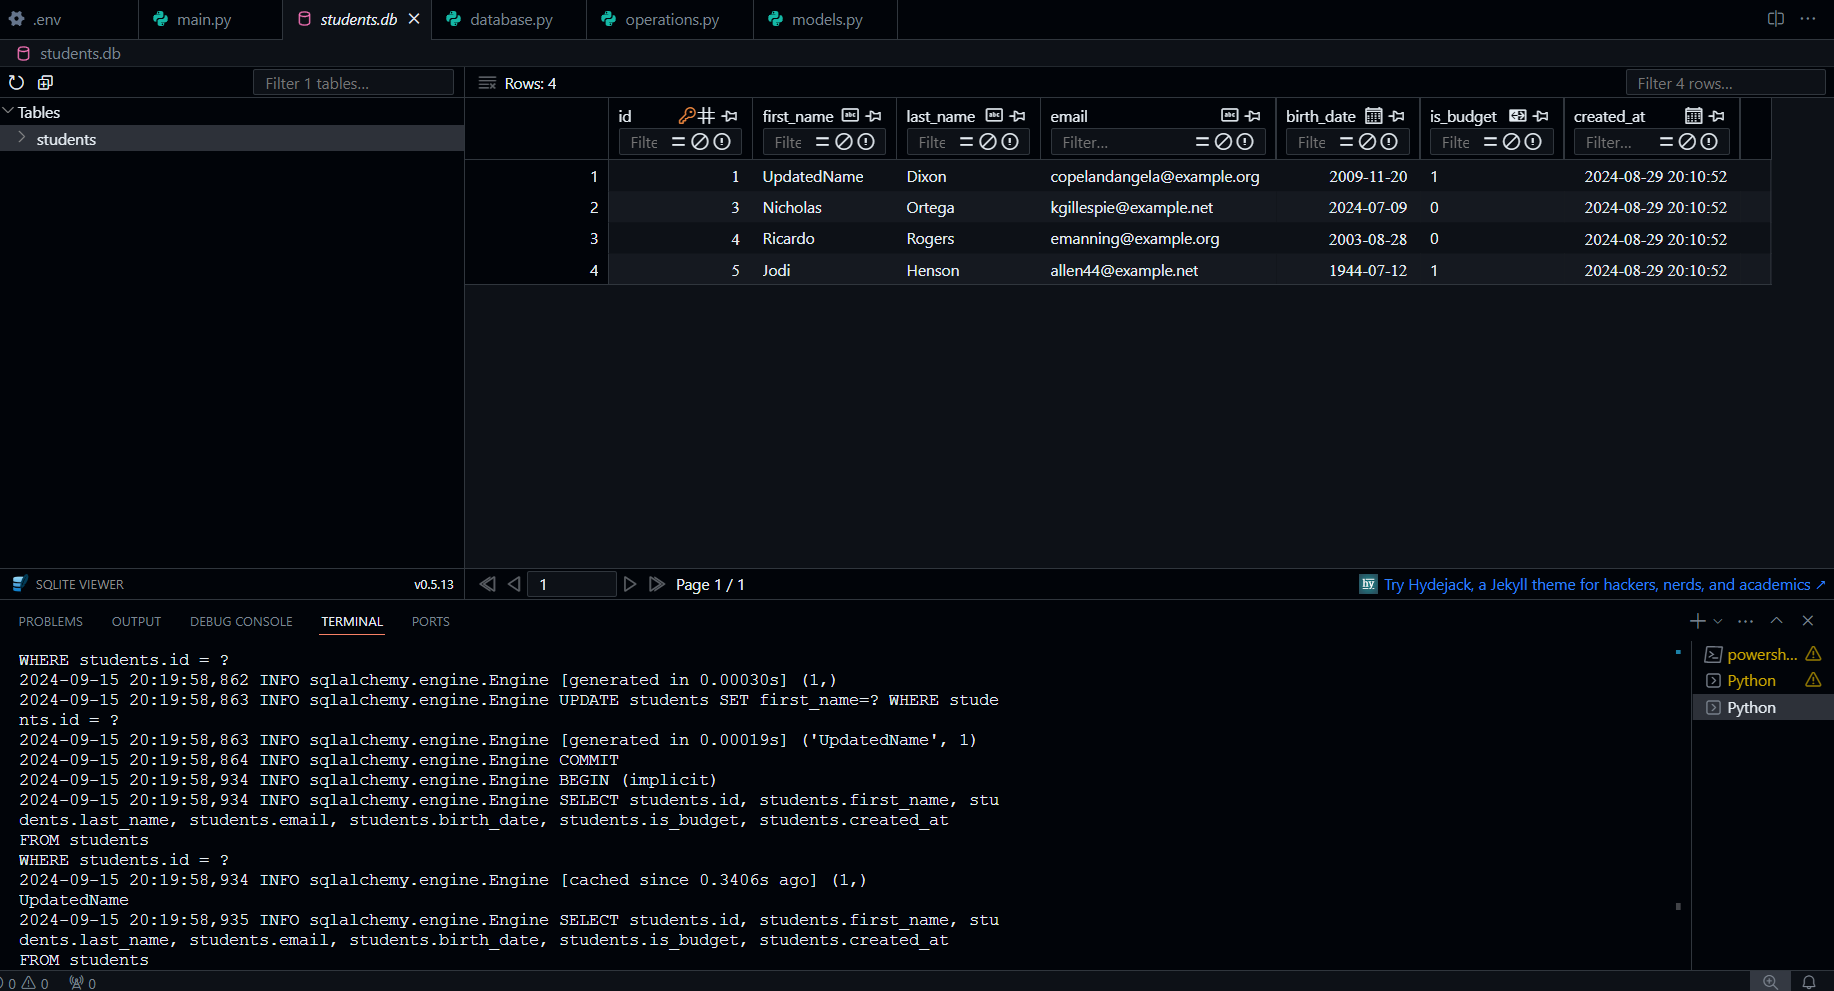 .env main.py students.db database.py operations.py models.py
students.db
Filter 1 tables... Rows: 4 Filter 4 rows...
Tables
students
id first_name last_name email birth_date is_budget created_at
Filte Filte Filte Filter... Filte Filte Filter...
1 1 UpdatedName Dixon copelandangela@example.org 2009-11-20 1 2024-08-29 20:10:52
2 3 Nicholas Ortega kgillespie@example.net 2024-07-09 0 2024-08-29 20:10:52
3 4 Ricardo Rogers emanning@example.org 2003-08-28 0 2024-08-29 20:10:52
4 5 Jodi Henson allen44@example.net 1944-07-12 1 2024-08-29 20:10:52
SQLITE VIEWER v0.5.13 1 Page 1 / 1 hy Try Hydejack, a Jekyll theme for hackers, nerds, and academics ↗
PROBLEMS OUTPUT DEBUG CONSOLE TERMINAL PORTS
WHERE students.id = ?
2024-09-15 20:19:58,862 INFO sqlalchemy.engine.Engine [generated in 0.00030s] (1,)
2024-09-15 20:19:58,863 INFO sqlalchemy.engine.Engine UPDATE students SET first_name=? WHERE stude
nts.id = ?
2024-09-15 20:19:58,863 INFO sqlalchemy.engine.Engine [generated in 0.00019s] ('UpdatedName', 1)
2024-09-15 20:19:58,864 INFO sqlalchemy.engine.Engine COMMIT
2024-09-15 20:19:58,934 INFO sqlalchemy.engine.Engine BEGIN (implicit)
2024-09-15 20:19:58,934 INFO sqlalchemy.engine.Engine SELECT students.id, students.first_name, stu
dents.last_name, students.email, students.birth_date, students.is_budget, students.created_at
FROM students
WHERE students.id = ?
2024-09-15 20:19:58,934 INFO sqlalchemy.engine.Engine [cached since 0.3406s ago] (1,)
UpdatedName
2024-09-15 20:19:58,935 INFO sqlalchemy.engine.Engine SELECT students.id, students.first_name, stu
dents.last_name, students.email, students.birth_date, students.is_budget, students.created_at
FROM students
powersh...
Python
Python
0 0 0